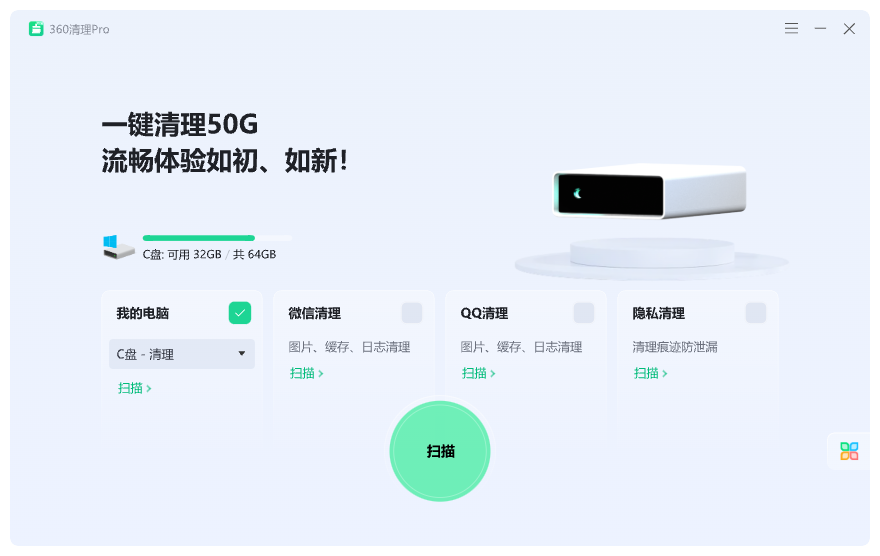 360清理Pro
一键清理50G
流畅体验如初、如新！
C盘: 可用 32GB / 共 64GB
我的电脑
C盘 - 清理
扫描 >
微信清理
图片、缓存、日志清理
扫描 >
QQ清理
图片、缓存、日志清理
扫描 >
隐私清理
清理痕迹防泄漏
扫描 >
扫描